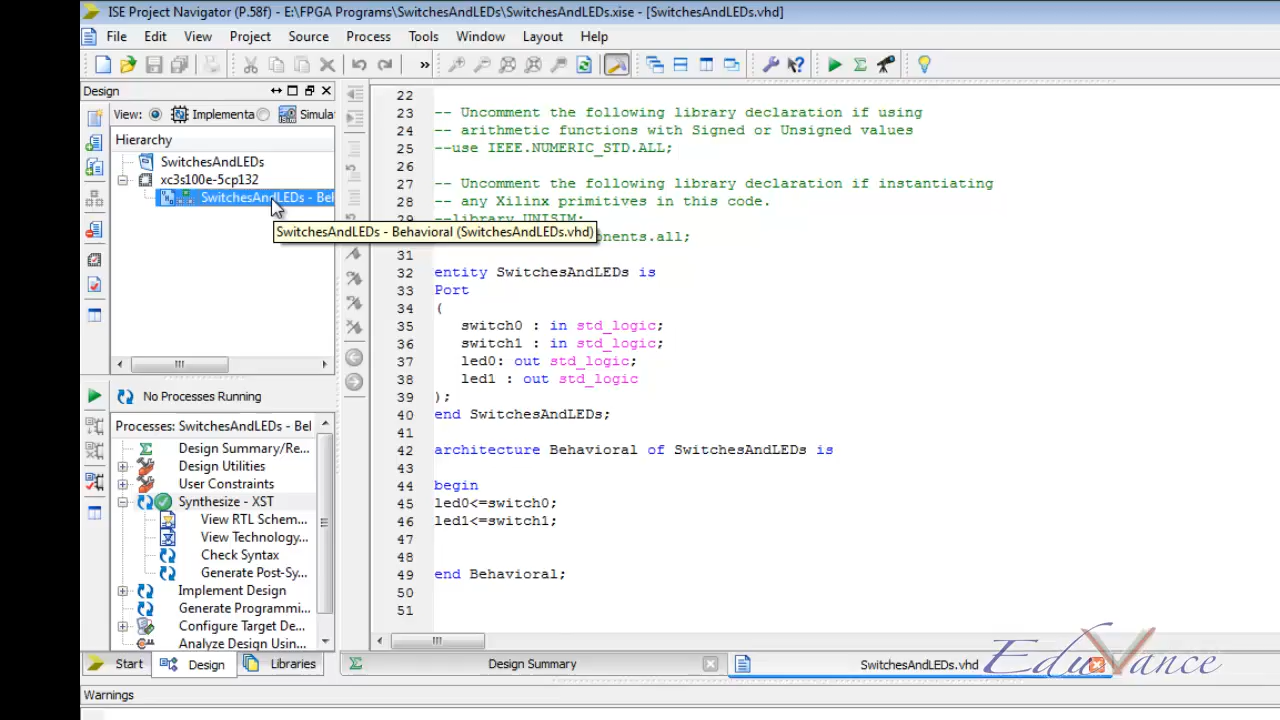 ISE Project Navigator (P.58f) - E:\FPGA Programs\SwitchesAndLEDs\SwitchesAndLEDs.xise - [SwitchesAndLEDs.vhd]
File Edit View Project Source Process Tools Window Layout Help
»
Design
View: Implementa Simula
Hierarchy
SwitchesAndLEDs
xc3s100e-5cp132
SwitchesAndLEDs - Bel
SwitchesAndLEDs - Behavioral (SwitchesAndLEDs.vhd)
No Processes Running
Processes: SwitchesAndLEDs - Bel
Design Summary/Re...
Design Utilities
User Constraints
Synthesize - XST
View RTL Schem...
View Technology...
Check Syntax
Generate Post-Sy...
Implement Design
Generate Programmi...
Configure Target De...
Analyze Design Usin...
Start Design Libraries
22
23 -- Uncomment the following library declaration if using
24 -- arithmetic functions with Signed or Unsigned values
25 --use IEEE.NUMERIC_STD.ALL;
26
27 -- Uncomment the following library declaration if instantiating
28 -- any Xilinx primitives in this code.
29 --library UNISIM;
onents.all;
31
32 entity SwitchesAndLEDs is
33 Port
34 (
35 switch0 : in std_logic;
36 switch1 : in std_logic;
37 led0: out std_logic;
38 led1 : out std_logic
39 );
40 end SwitchesAndLEDs;
41
42 architecture Behavioral of SwitchesAndLEDs is
43
44 begin
45 led0<=switch0;
46 led1<=switch1;
47
48
49 end Behavioral;
50
51
Design Summary SwitchesAndLEDs.vhd
EduVance
Warnings